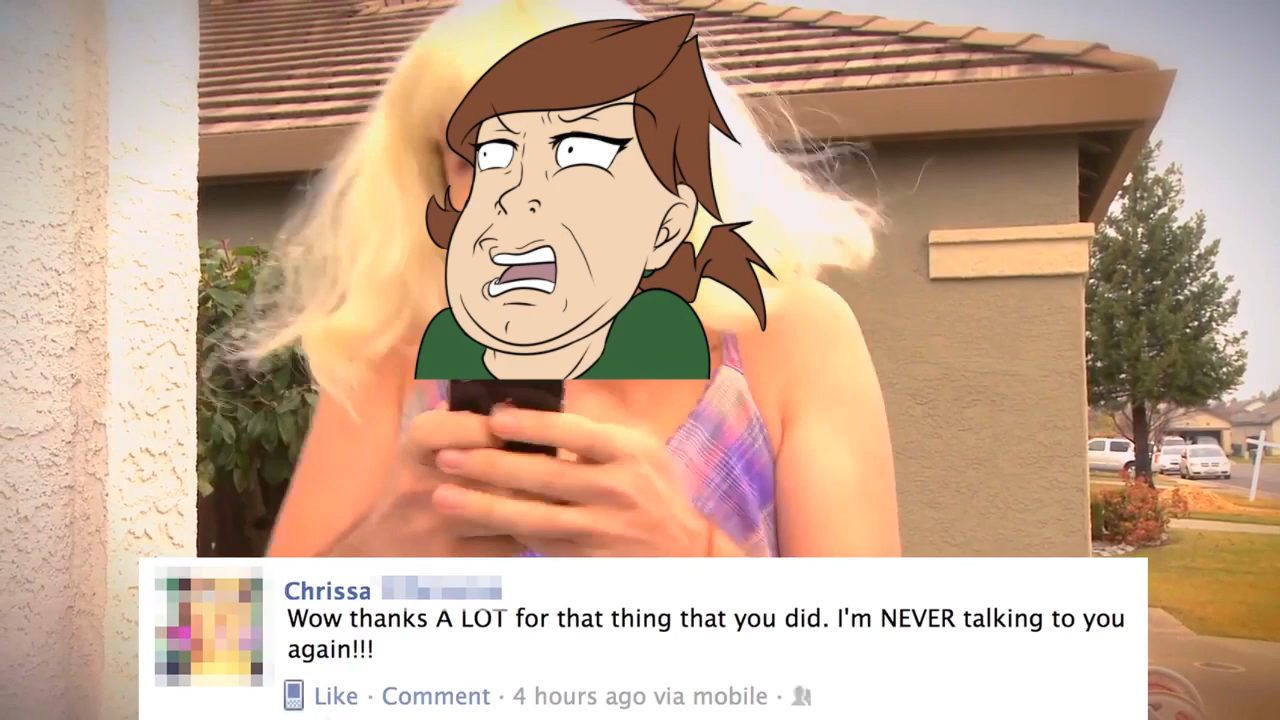 Chrissa
Wow thanks A LOT for that thing that you did. I'm NEVER talking to you
again!!!
Like · Comment · 4 hours ago via mobile ·